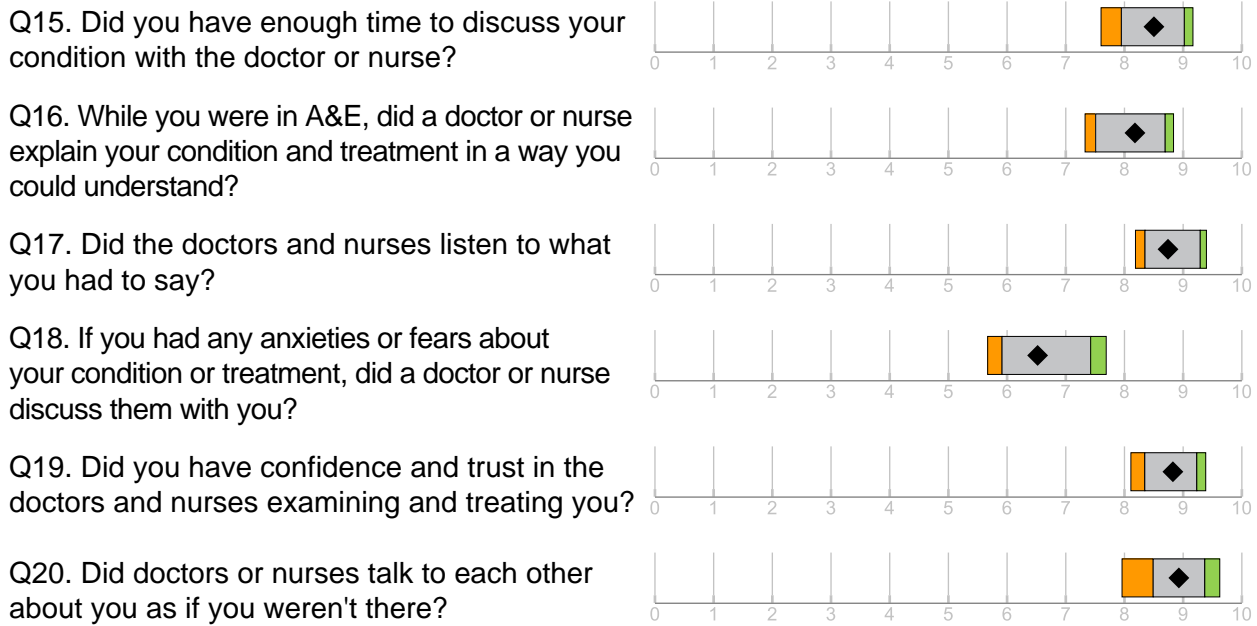 Q15. Did you have enough time to discuss your
condition with the doctor or nurse?
0 1 2 3 4 5 6 7 8 9 10
Q16. While you were in A&E, did a doctor or nurse
explain your condition and treatment in a way you
could understand?
0 1 2 3 4 5 6 7 8 9 10
Q17. Did the doctors and nurses listen to what
you had to say?
0 1 2 3 4 5 6 7 8 9 10
Q18. If you had any anxieties or fears about
your condition or treatment, did a doctor or nurse
discuss them with you?
0 1 2 3 4 5 6 7 8 9 10
Q19. Did you have confidence and trust in the
doctors and nurses examining and treating you?
0 1 2 3 4 5 6 7 8 9 10
Q20. Did doctors or nurses talk to each other
about you as if you weren't there?
0 1 2 3 4 5 6 7 8 9 10